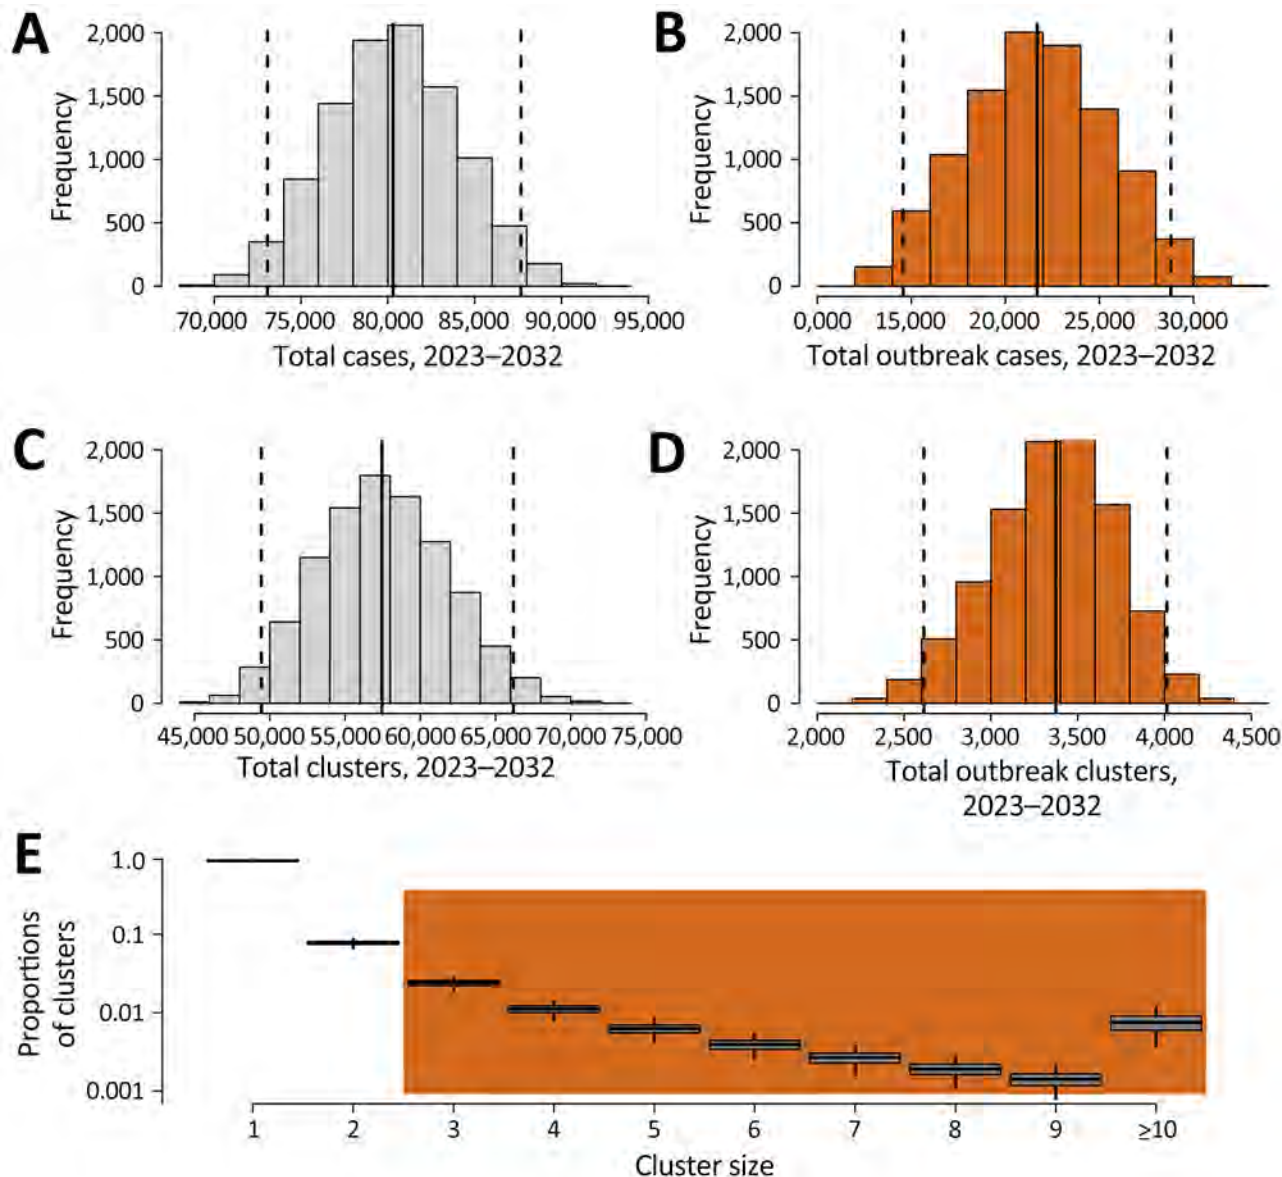 A
B
2,000
1,500
1,000
500
0
Frequency
70,000 75,000 80,000 85,000 90,000 95,000
Total cases, 2023–2032
2,000
1,500
1,000
500
0
Frequency
0,000 15,000 20,000 25,000 30,000
Total outbreak cases, 2023–2032
C
D
2,000
1,500
1,000
500
0
Frequency
45,000 50,000 55,000 60,000 65,000 70,000 75,000
Total clusters, 2023–2032
2,000
1,500
1,000
500
0
Frequency
2,000 2,500 3,000 3,500 4,000 4,500
Total outbreak clusters,
2023–2032
E
1.0
0.1
0.01
0.001
Proportions
of clusters
1 2 3 4 5 6 7 8 9 ≥10
Cluster size